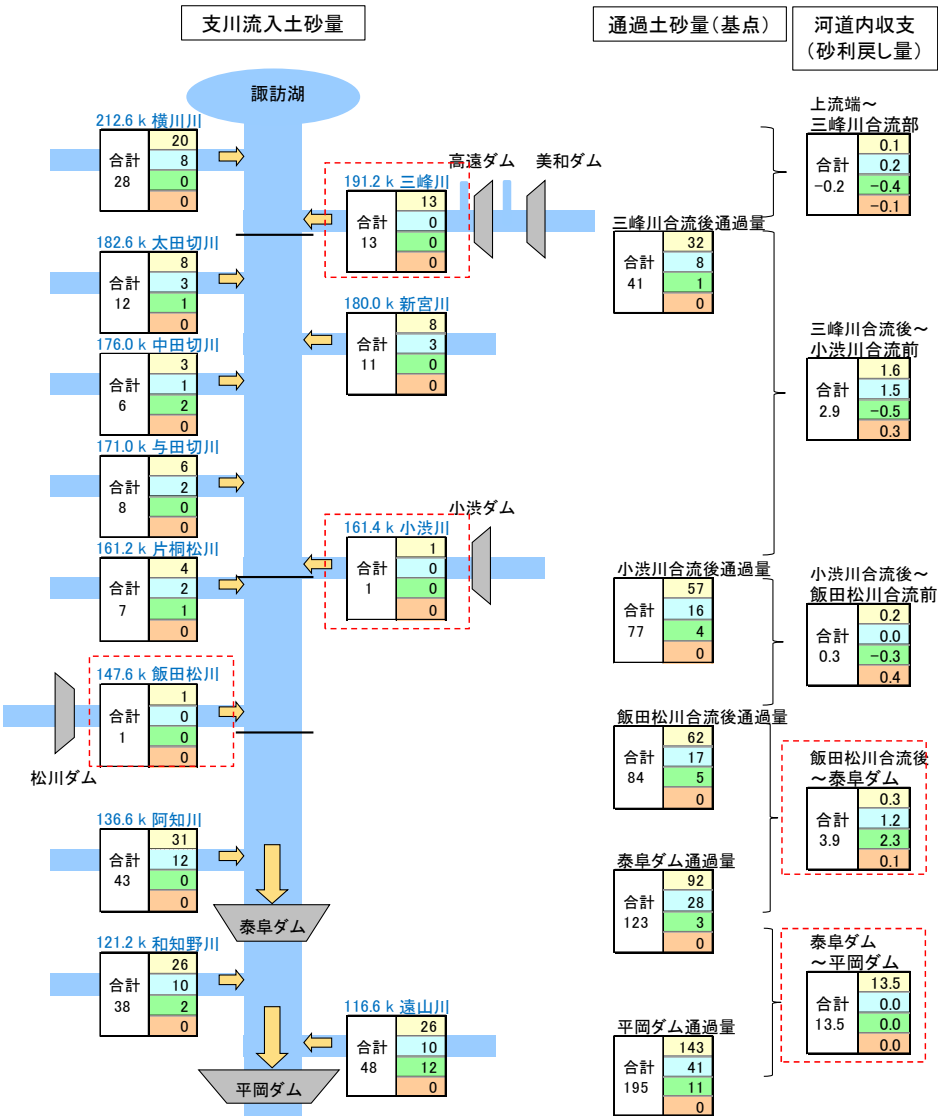 支川流入土砂量
通過土砂量(基点)
河道内収支
(砂利戻し量)
諏訪湖
212.6ｋ横川川
合計
28
20
8
0
0
高遠ダム
美和ダム
191.2ｋ三峰川
合計
13
13
0
0
0
182.6ｋ太田切川
合計
12
8
3
1
0
180.0ｋ新宮川
合計
11
8
3
0
0
176.0ｋ中田切川
合計
6
3
1
2
0
171.0ｋ与田切川
合計
8
6
2
0
0
小渋ダム
161.4ｋ小渋川
合計
1
1
0
0
0
161.2ｋ片桐松川
合計
7
4
2
1
0
147.6ｋ飯田松川
合計
1
1
0
0
0
松川ダム
136.6ｋ阿知川
合計
43
31
12
0
0
泰阜ダム
121.2ｋ和知野川
合計
38
26
10
2
0
116.6ｋ遠山川
合計
48
26
10
12
0
平岡ダム
三峰川合流後通過量
合計
41
32
8
1
0
小渋川合流後通過量
合計
77
57
16
4
0
飯田松川合流後通過量
合計
84
62
17
5
0
泰阜ダム通過量
合計
123
92
28
3
0
平岡ダム通過量
合計
195
143
41
11
0
上流端～
三峰川合流部
合計
-0.2
0.1
0.2
-0.4
-0.1
三峰川合流後～
小渋川合流前
合計
2.9
1.6
1.5
-0.5
0.3
小渋川合流後～
飯田松川合流前
合計
0.3
0.2
0.0
-0.3
0.4
飯田松川合流後
～泰阜ダム
合計
3.9
0.3
1.2
2.3
0.1
泰阜ダム
～平岡ダム
合計
13.5
13.5
0.0
0.0
0.0